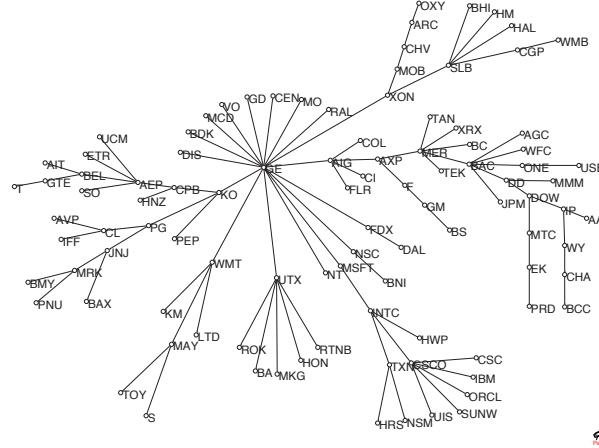 OXY
BHI
HM
ARC
HAL
WMB
CHV
CGP
MOB
SLB
XON
GD
CEN
MO
VO
RAL
MCD
BDK
TAN
XRX
AGC
UCM
COL
BC
WFC
DIS
ETR
MER
AIT
GE
AIG
AXP
TEK
BAC
ONE
USB
BEL
CI
GTE
AEP
CPB
FLR
F
DD
MMM
T
SO
KO
HNZ
DOW
JPM
GM
IP
AVP
CL
PG
FDX
BS
MTC
IFF
PEP
DAL
WY
JNJ
NSC
WMT
MSFT
MRK
NT
EK
CHA
BMY
UTX
BNI
PNU
BAX
PRD
BCC
KM
INTC
LTD
HWP
MAY
ROK
RTNB
HON
CSC
BA
MKG
TXN
CSCO
IBM
TOY
ORCL
S
HRS
NSM
UIS
SUNW